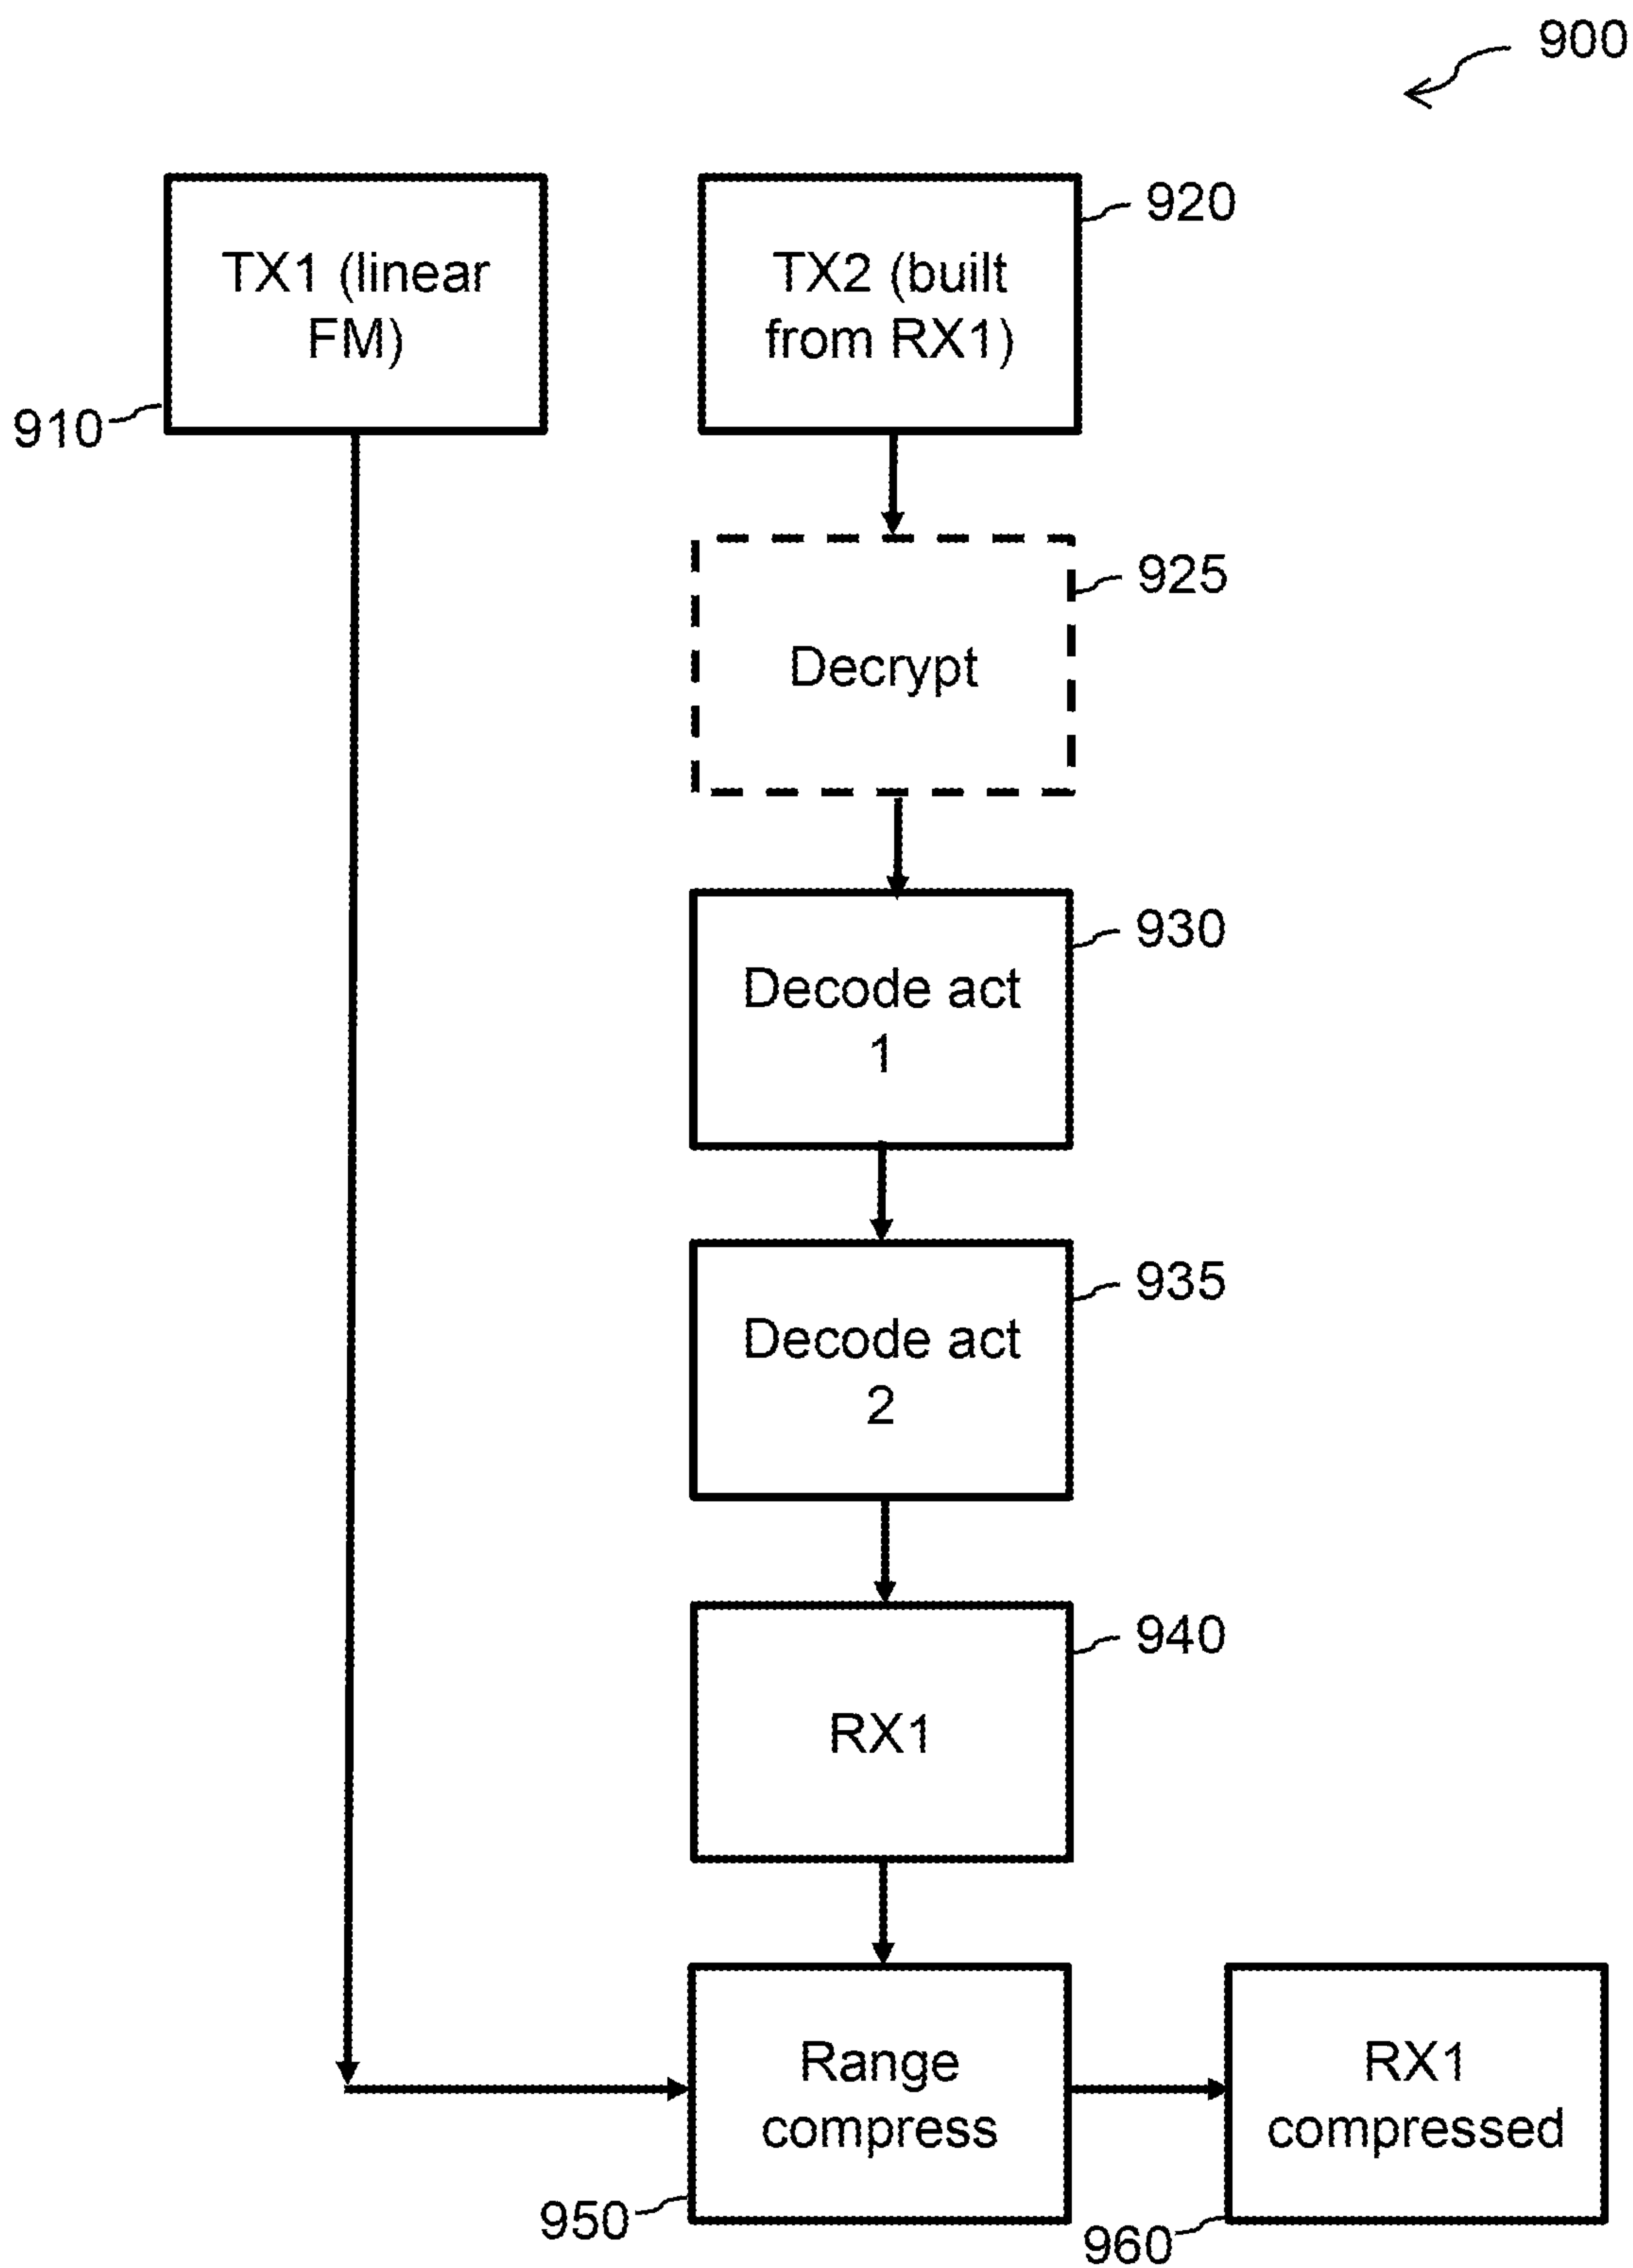 900
TX1 (linear
FM)
910
TX2 (built
from RX1)
920
Decrypt
925
Decode act
1
930
Decode act
2
935
RX1
940
Range
compress
950
RX1
compressed
960